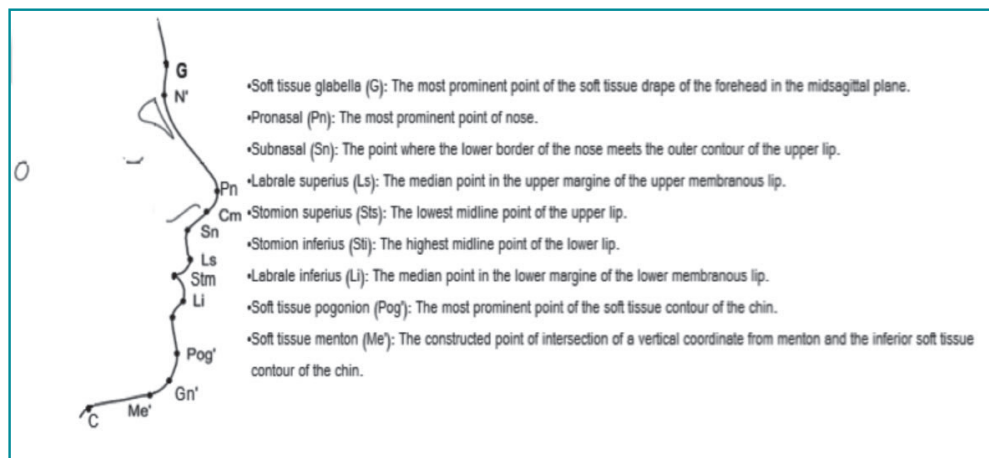 G
N'
•Soft tissue glabella (G): The most prominent point of the soft tissue drape of the forehead in the midsagittal plane.
•Pronasal (Pn): The most prominent point of nose.
•Subnasal (Sn): The point where the lower border of the nose meets the outer contour of the upper lip.
Pn •Labrale superius (Ls): The median point in the upper margine of the upper membranous lip.
Cm •Stomion superius (Sts): The lowest midline point of the upper lip.
Sn
•Stomion inferius (Sti): The highest midline point of the lower lip.
Ls
Stm •Labrale inferius (Li): The median point in the lower margine of the lower membranous lip.
Li
•Soft tissue pogonion (Pog'): The most prominent point of the soft tissue contour of the chin.
•Soft tissue menton (Me'): The constructed point of intersection of a vertical coordinate from menton and the inferior soft tissue
Pog'
contour of the chin.
Gn'
Me'
C